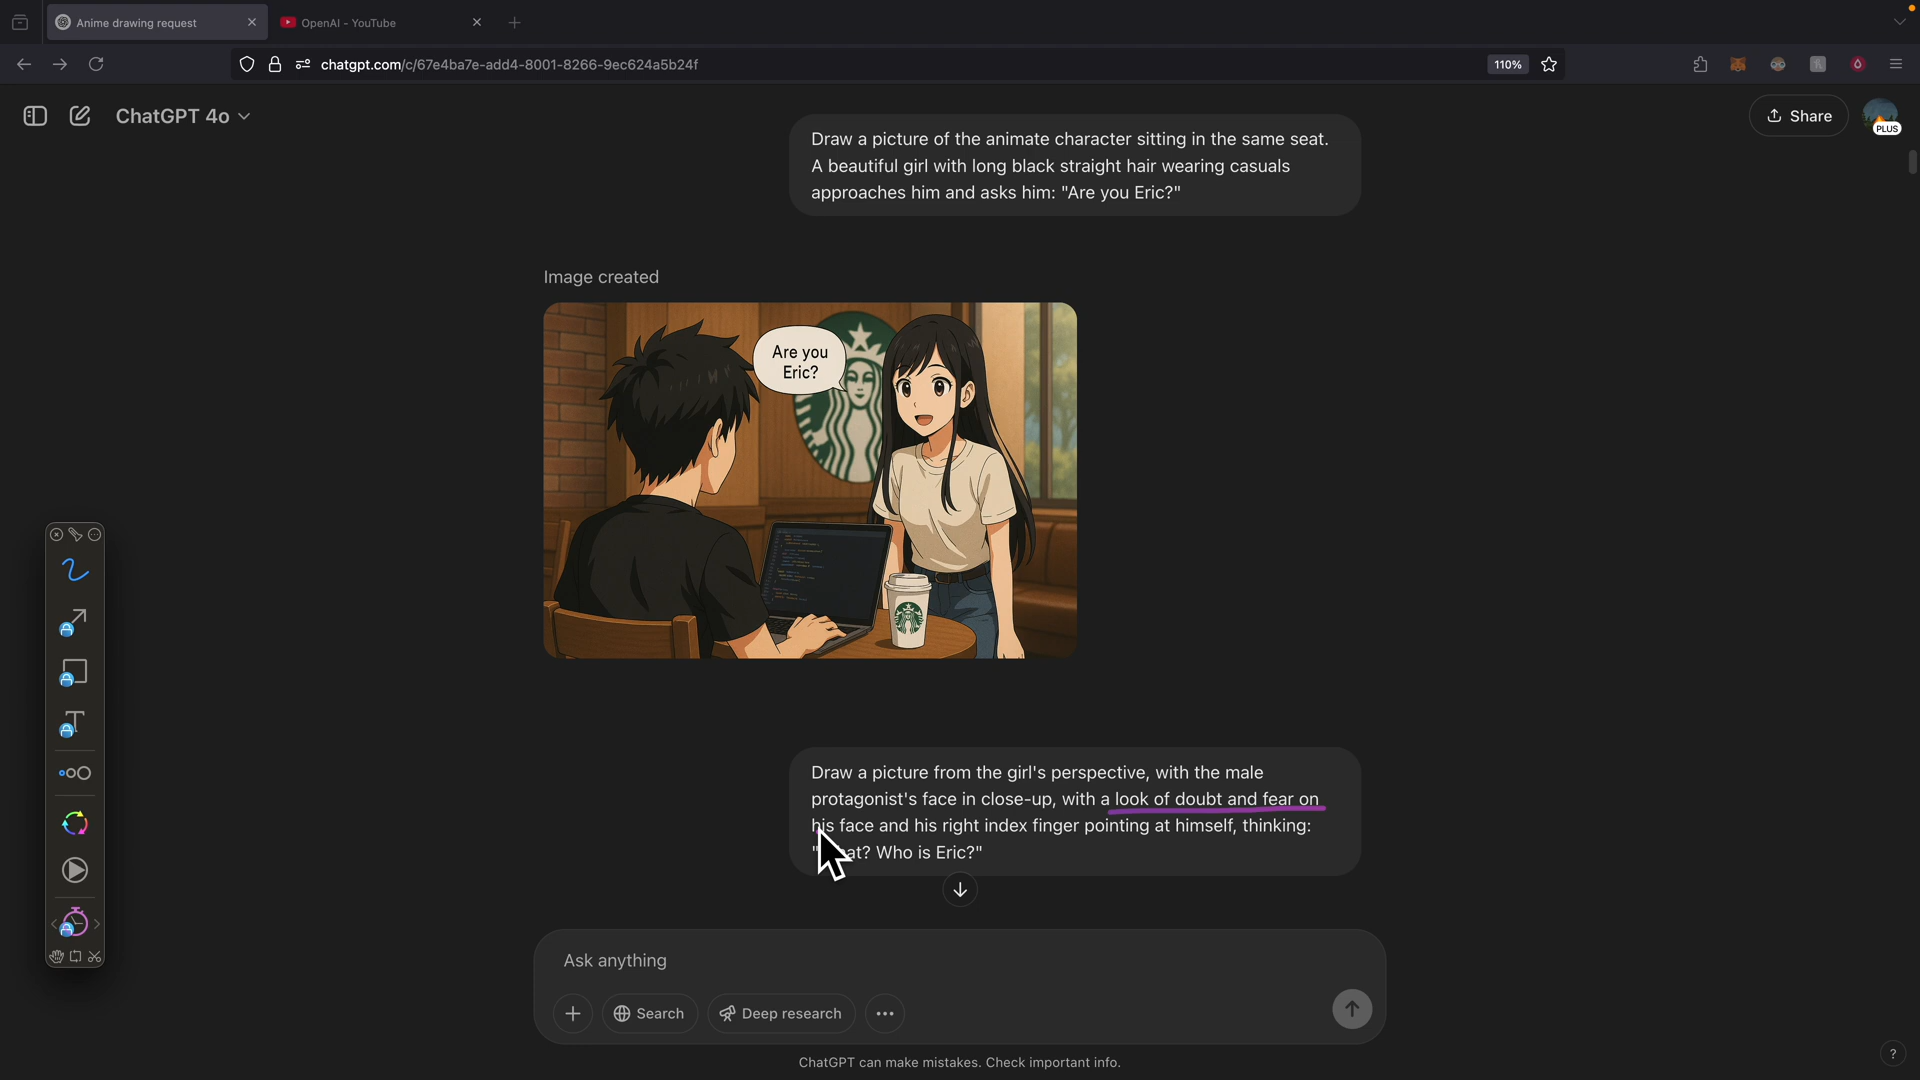 Anime drawing request
OpenAI - YouTube
chatgpt.com/c/67e4ba7e-add4-8001-8266-9ec624a5b24f
110%
ChatGPT 4o
Share
PLUS
Draw a picture of the animate character sitting in the same seat.
A beautiful girl with long black straight hair wearing casuals
approaches him and asks him: "Are you Eric?"
Image created
Are you
Eric?
Draw a picture from the girl's perspective, with the male
protagonist's face in close-up, with a look of doubt and fear on
his face and his right index finger pointing at himself, thinking:
Who is Eric?"
Ask anything
Search
Deep research
ChatGPT can make mistakes. Check important info.
?